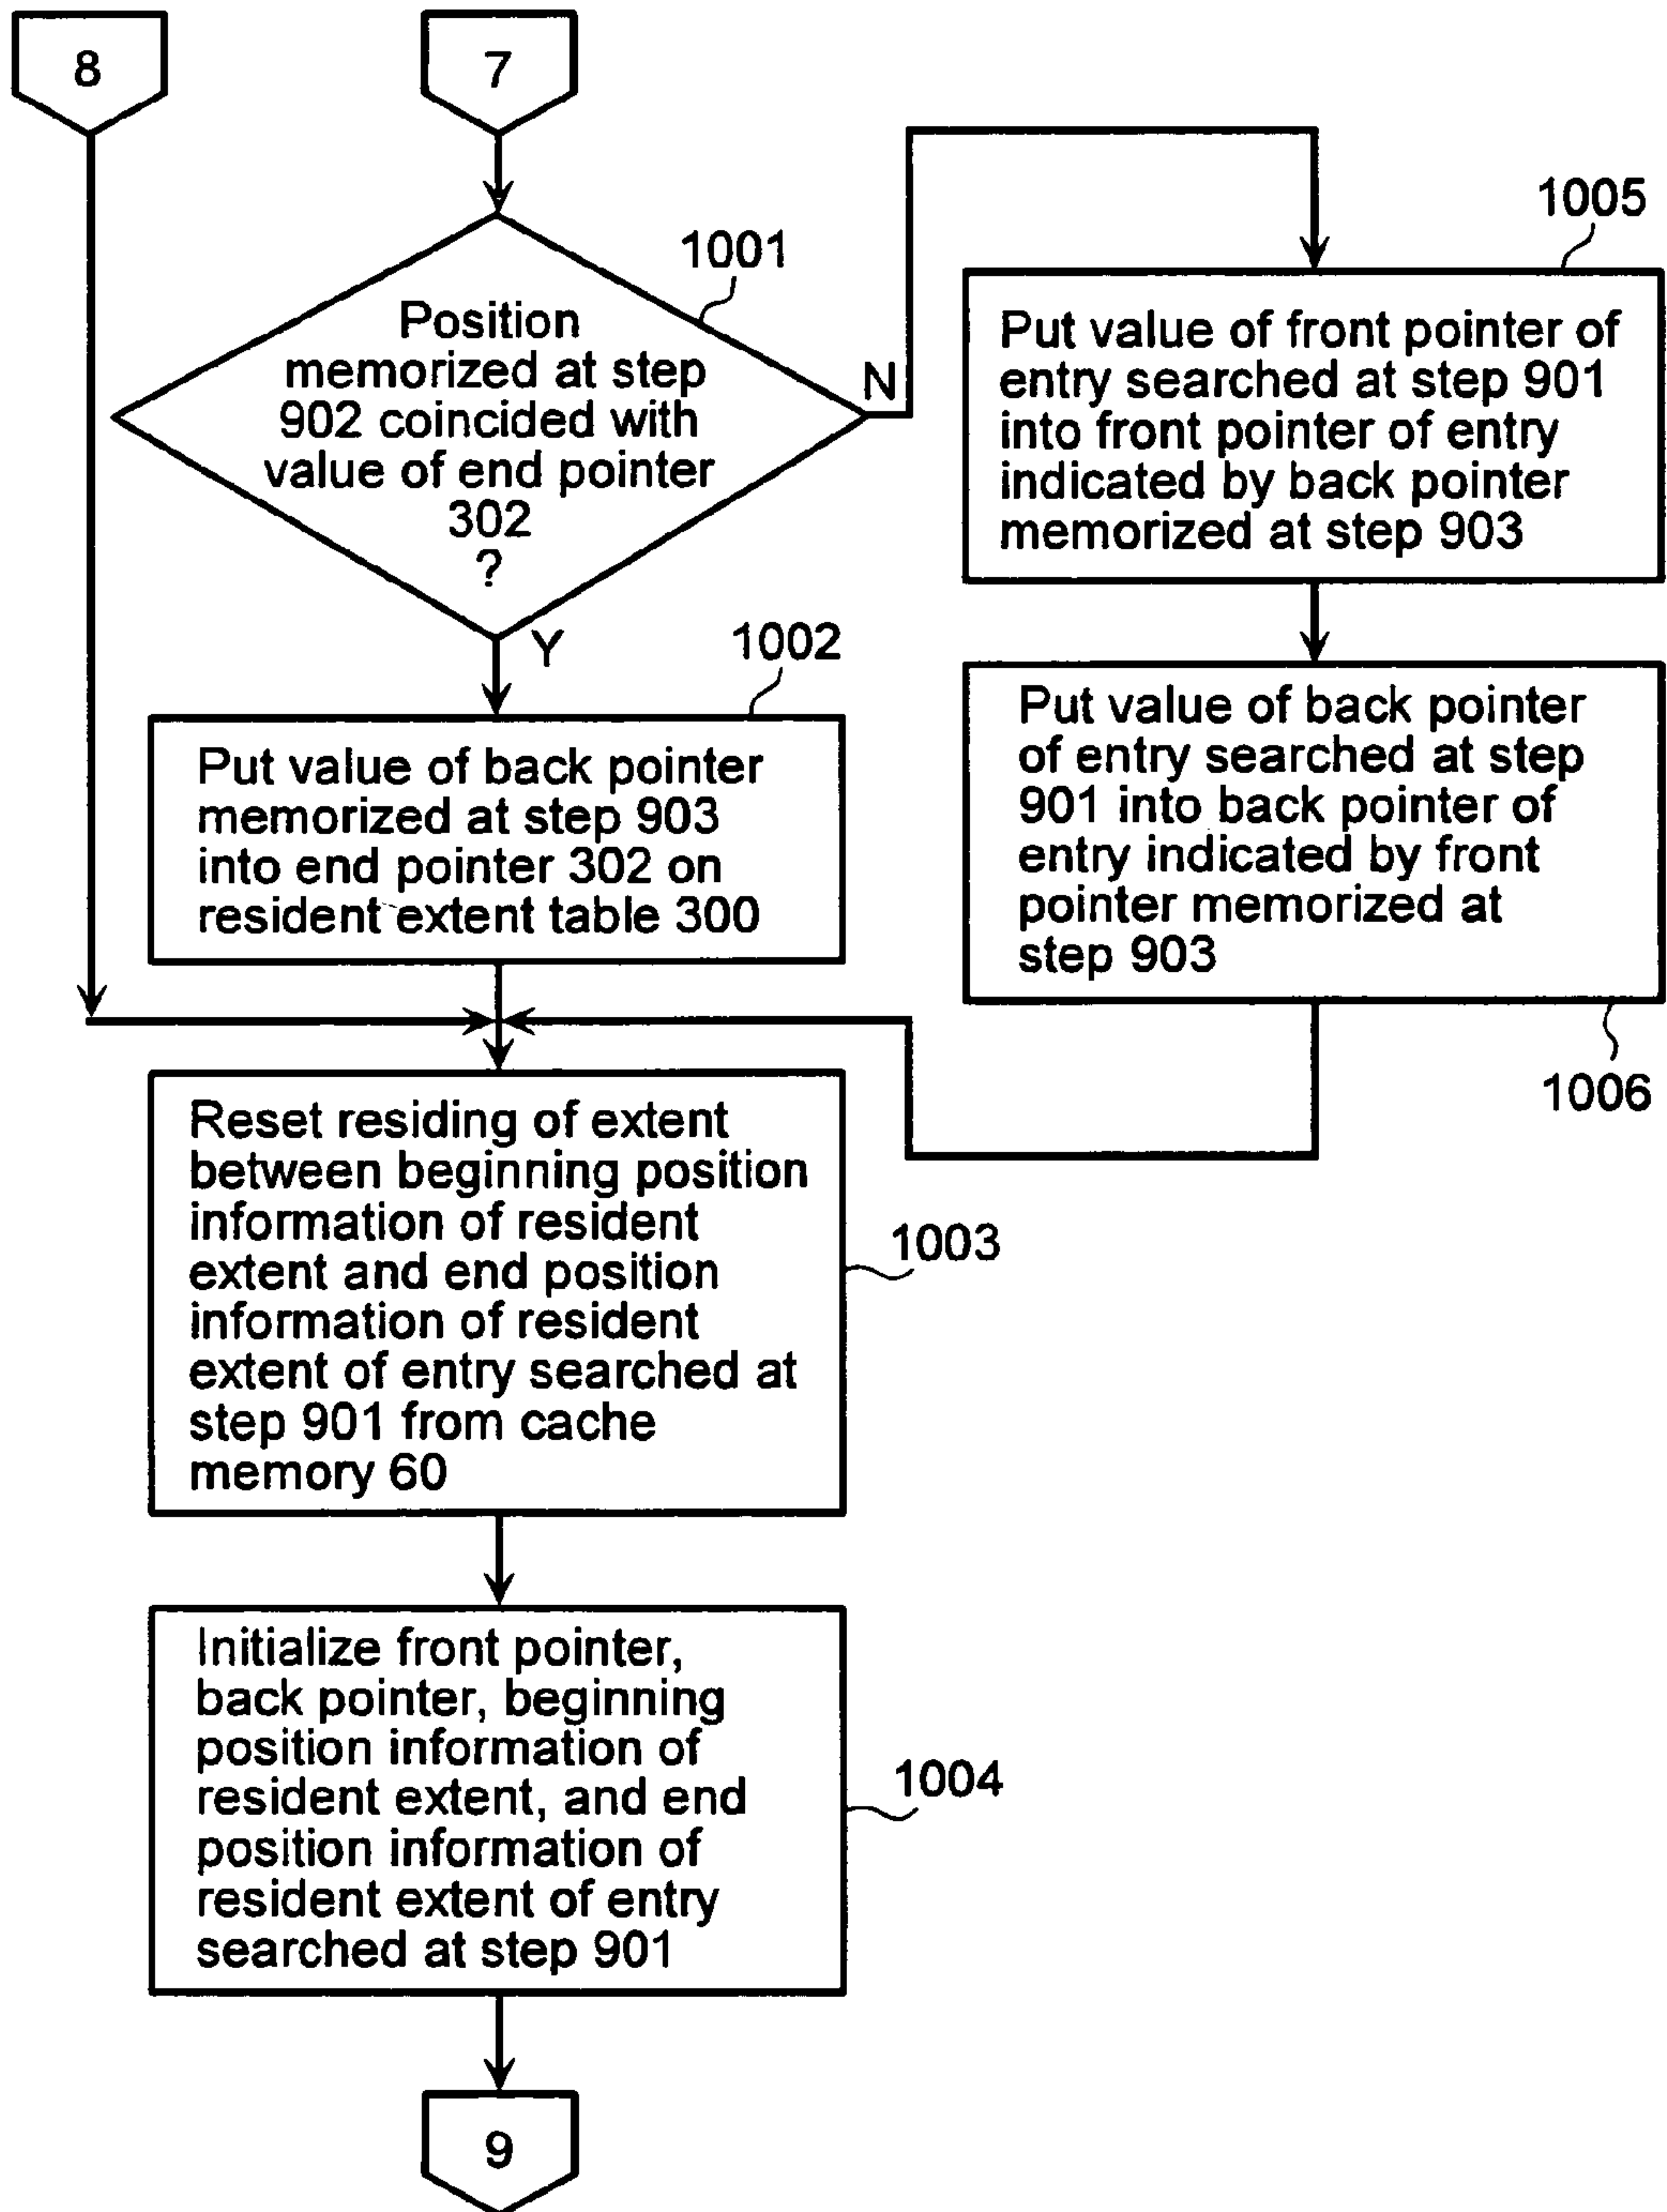 8
7
1001
Position
memorized at step
902 coincided with
value of end pointer
302
?
N
Y
1005
Put value of front pointer of
entry searched at step 901
into front pointer of entry
indicated by back pointer
memorized at step 903
1002
Put value of back pointer
memorized at step 903
into end pointer 302 on
resident extent table 300
Put value of back pointer
of entry searched at step
901 into back pointer of
entry indicated by front
pointer memorized at
step 903
1006
Reset residing of extent
between beginning position
information of resident
extent and end position
information of resident
extent of entry searched at
step 901 from cache
memory 60
1003
Initialize front pointer,
back pointer, beginning
position information of
resident extent, and end
position information of
resident extent of entry
searched at step 901
1004
9